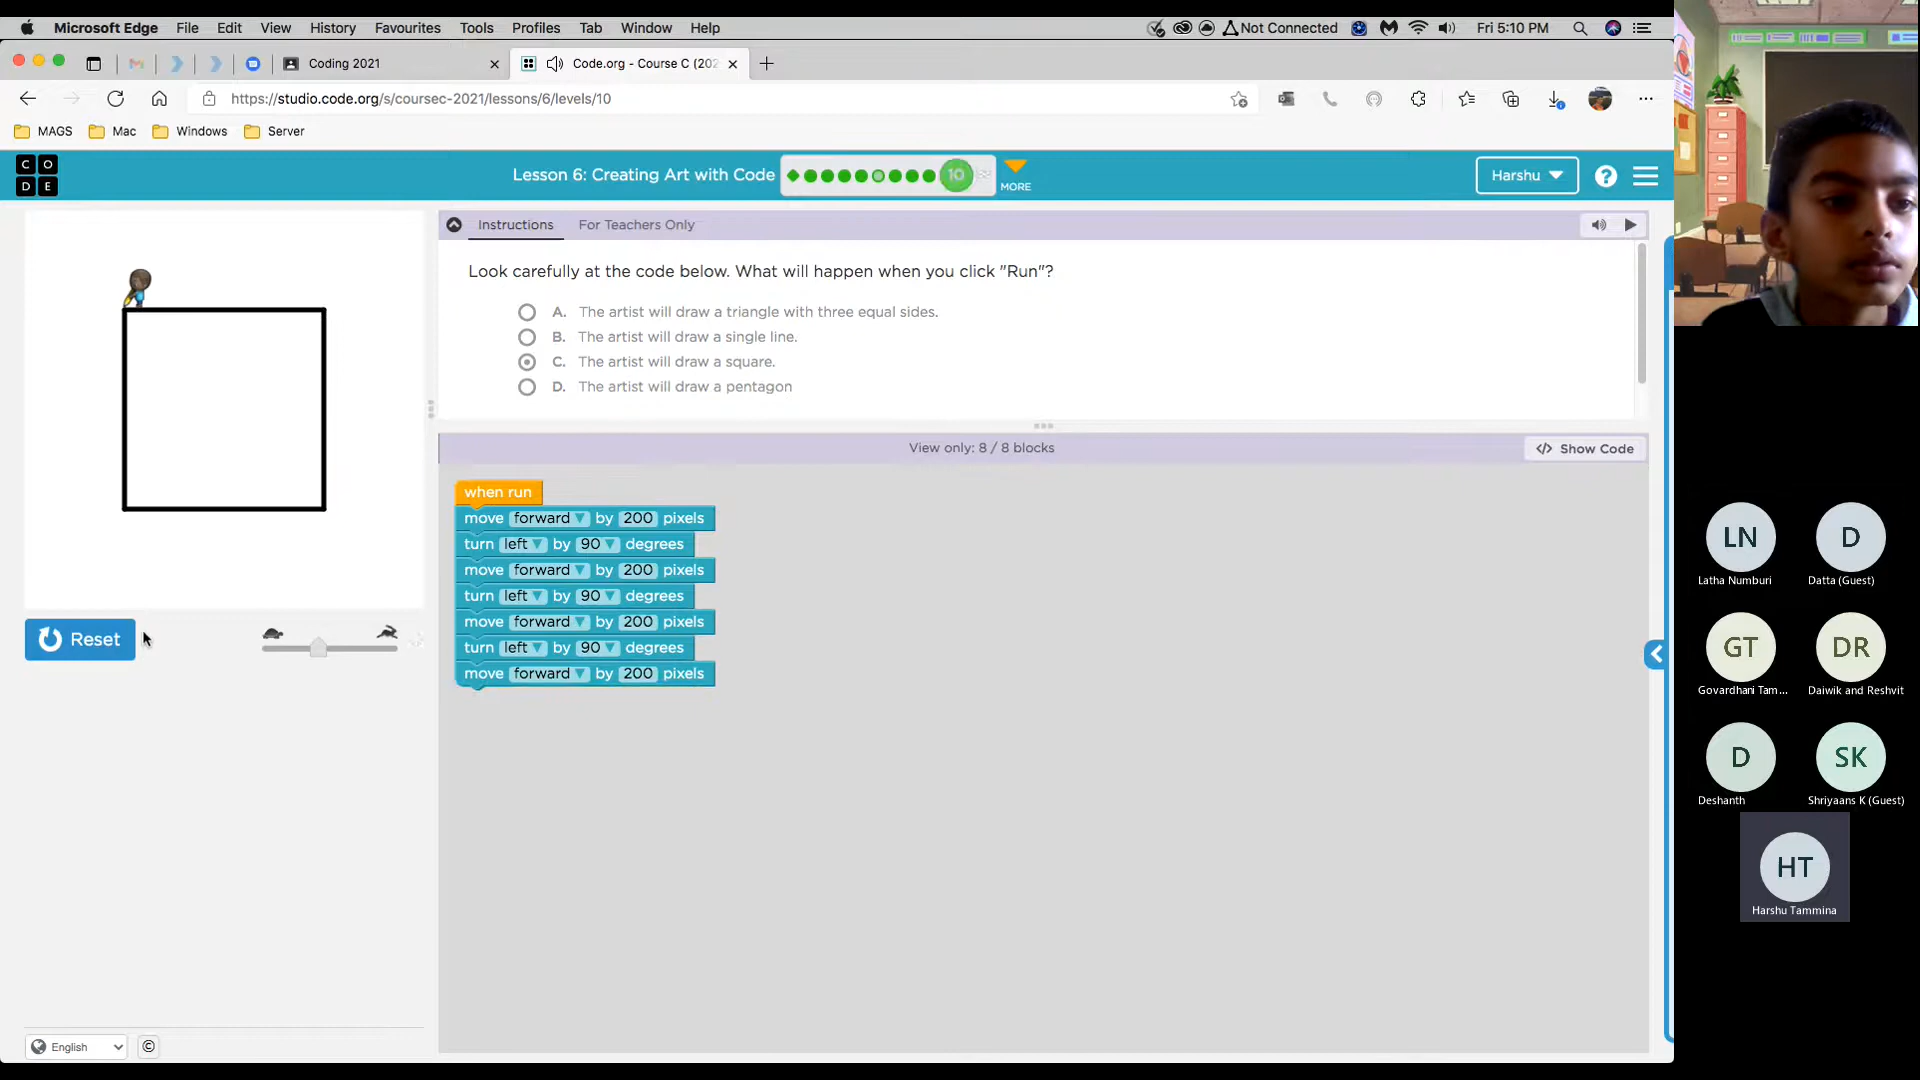 Microsoft Edge File Edit View History Favourites Tools Profiles Tab Window Help Not Connected Fri 5:10 PM
Coding 2021
Code.org - Course C (202
https://studio.code.org/s/coursec-2021/lessons/6/levels/10
MAGS Mac Windows Server
CODE
Lesson 6: Creating Art with Code
10
MORE
Harshu
Instructions
For Teachers Only
Look carefully at the code below. What will happen when you click "Run"?
A. The artist will draw a triangle with three equal sides.
B. The artist will draw a single line.
C. The artist will draw a square.
D. The artist will draw a pentagon
View only: 8 / 8 blocks
Show Code
when run
move forward by 200 pixels
turn left by 90 degrees
move forward by 200 pixels
turn left by 90 degrees
move forward by 200 pixels
turn left by 90 degrees
move forward by 200 pixels
Reset
English
©
LN
Latha Numburi
D
Datta (Guest)
GT
Govardhani Tam...
DR
Daiwik and Reshvit
D
Deshanth
SK
Shriyaans K (Guest)
HT
Harshu Tammina